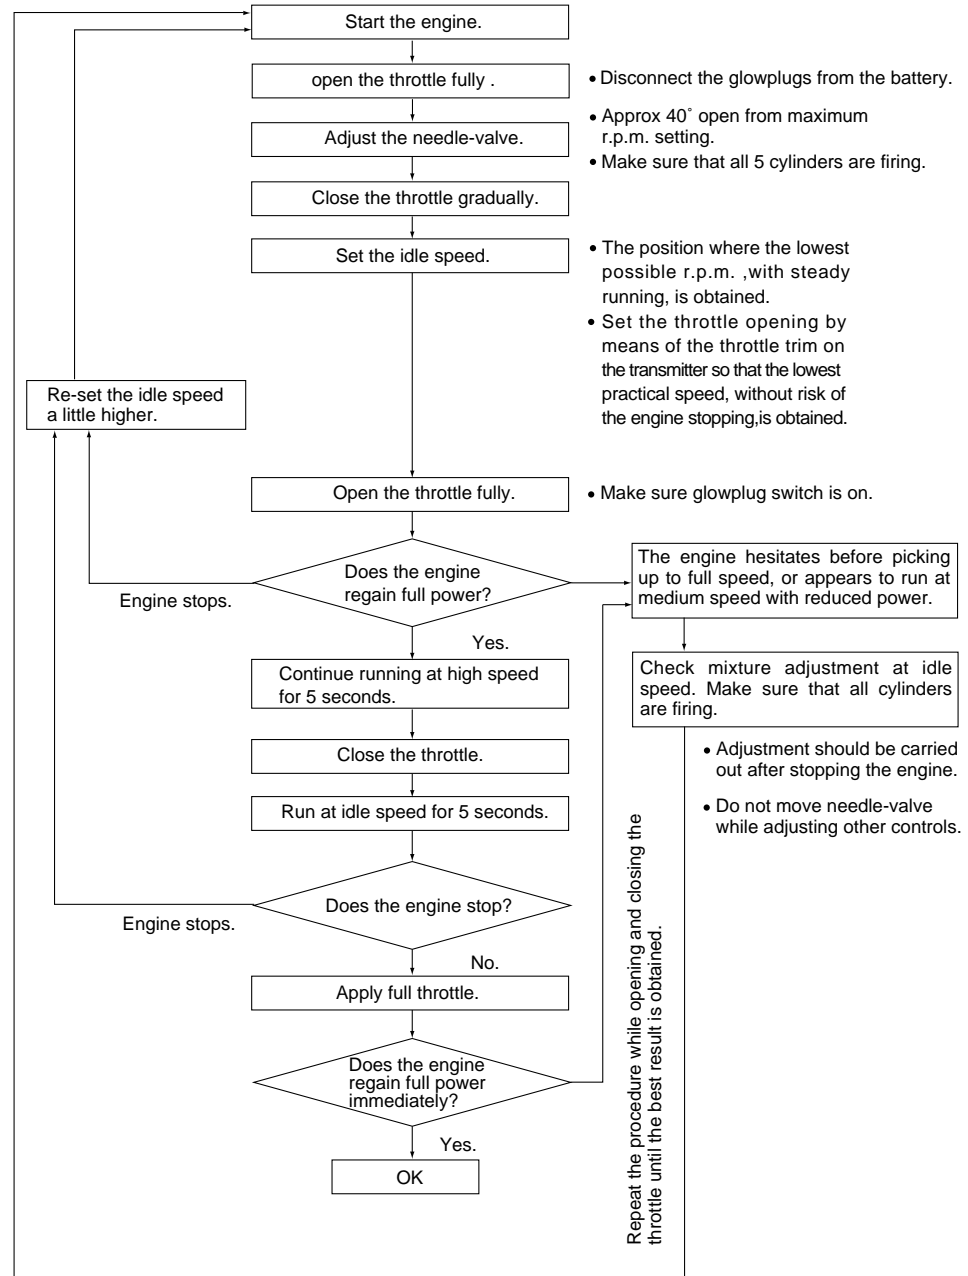 Start the engine.
open the throttle fully .
• Disconnect the glowplugs from the battery.
Adjust the needle-valve.
• Approx 40˚ open from maximum
r.p.m. setting.
• Make sure that all 5 cylinders are firing.
Close the throttle gradually.
Set the idle speed.
• The position where the lowest
possible r.p.m. ,with steady
running, is obtained.
• Set the throttle opening by
means of the throttle trim on
the transmitter so that the lowest
practical speed, without risk of
the engine stopping,is obtained.
Re-set the idle speed
a little higher.
Open the throttle fully.
• Make sure glowplug switch is on.
Does the engine
regain full power?
Engine stops.
The engine hesitates before picking
up to full speed, or appears to run at
medium speed with reduced power.
Yes.
Continue running at high speed
for 5 seconds.
Check mixture adjustment at idle
speed. Make sure that all cylinders
are firing.
Close the throttle.
• Adjustment should be carried
out after stopping the engine.
Run at idle speed for 5 seconds.
• Do not move needle-valve
while adjusting other controls.
Does the engine stop?
Engine stops.
No.
Apply full throttle.
Does the engine
regain full power
immediately?
Yes.
OK
Repeat the procedure while opening and closing the
throttle until the best result is obtained.